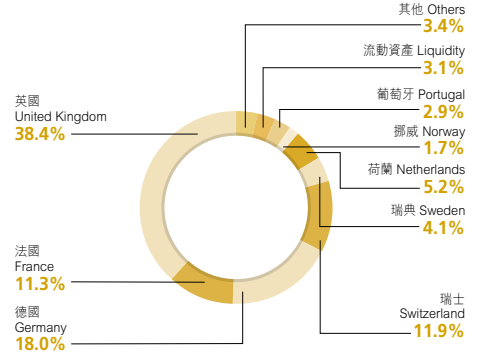 其他 Others
3.4%
流動資產 Liquidity
3.1%
葡萄牙 Portugal
2.9%
挪威 Norway
1.7%
荷蘭 Netherlands
5.2%
瑞典 Sweden
4.1%
瑞士
Switzerland
11.9%
英國
United Kingdom
38.4%
法國
France
11.3%
德國
Germany
18.0%